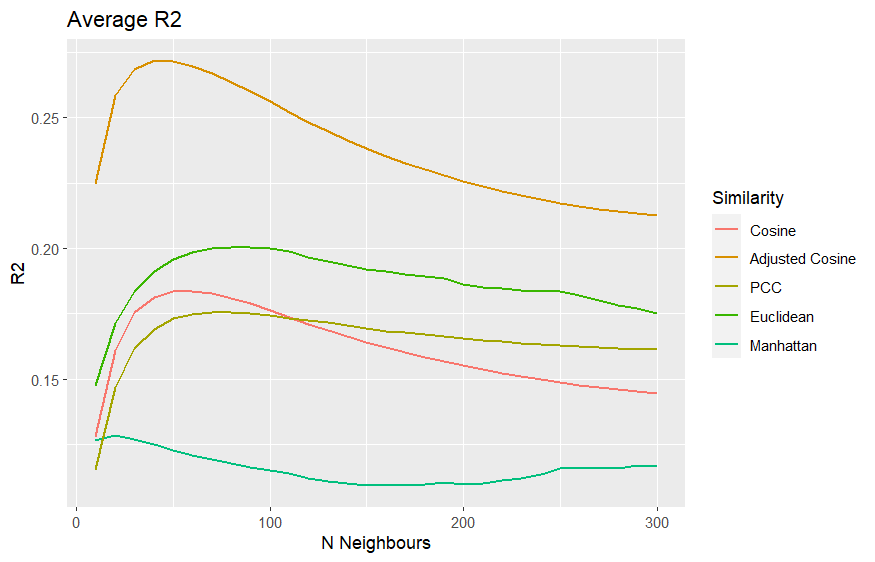 Average R2
R2
0.25
0.20
0.15
0
100
200
300
N Neighbours
Similarity
Cosine
Adjusted Cosine
PCC
Euclidean
Manhattan